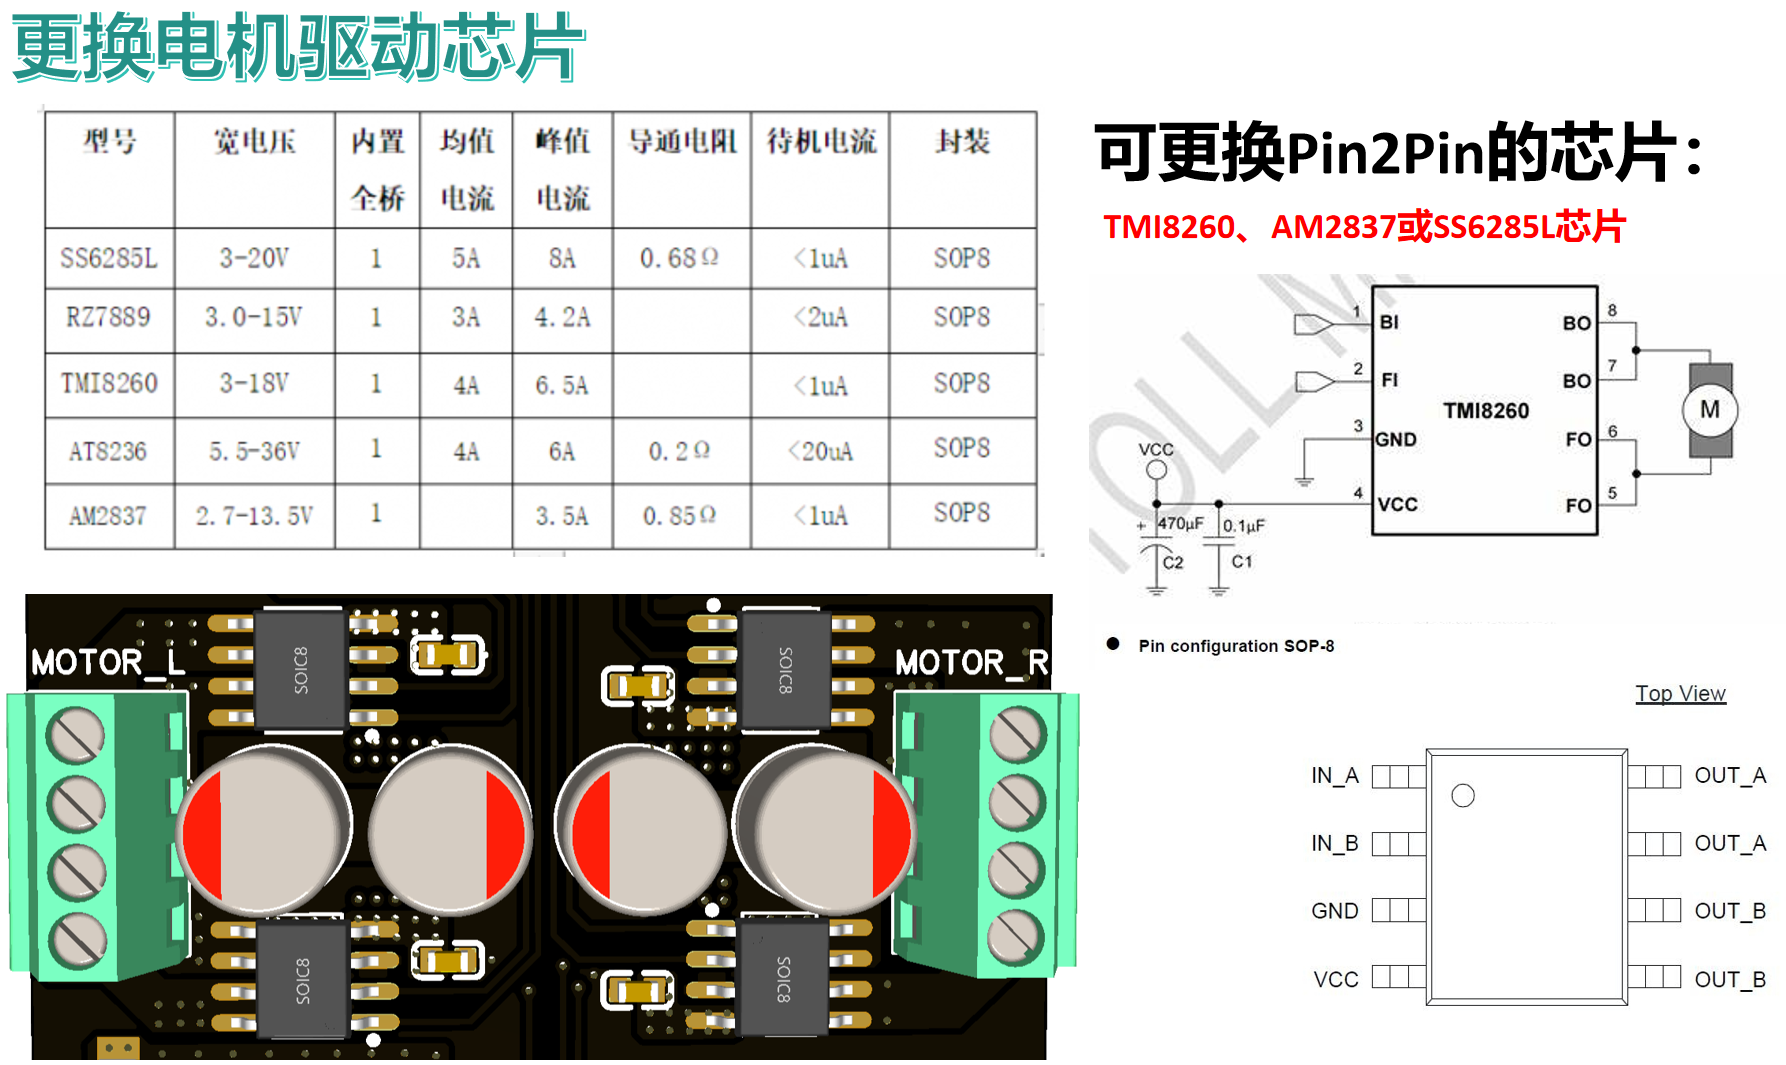 更换电机驱动芯片
型号 宽电压 内置全桥 均值电流 峰值电流 导通电阻 待机电流 封装
SS6285L 3-20V 1 5A 8A 0.68Ω <1uA SOP8
RZ7889 3.0-15V 1 3A 4.2A <2uA SOP8
TMI8260 3-18V 1 4A 6.5A <1uA SOP8
AT8236 5.5-36V 1 4A 6A 0.2Ω <20uA SOP8
AM2837 2.7-13.5V 1 3.5A 0.85Ω <1uA SOP8
可更换Pin2Pin的芯片：
TMI8260、AM2837或SS6285L芯片
1 BI BO 8
2 FI BO 7
TMI8260
M
3 GND FO 6
4 VCC FO 5
VCC
+ 470µF 0.1µF
C2 C1
Pin configuration SOP-8
Top View
IN_A OUT_A
IN_B OUT_A
GND OUT_B
VCC OUT_B
MOTOR_L
MOTOR_R
SOIC8
SOIC8
SOIC8
SOIC8